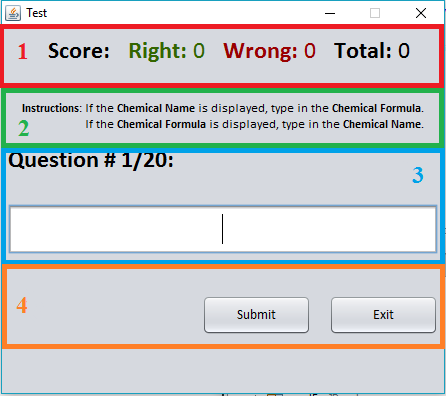 Test
1 Score: Right: 0 Wrong: 0 Total: 0
Instructions: If the Chemical Name is displayed, type in the Chemical Formula.
2 If the Chemical Formula is displayed, type in the Chemical Name.
Question # 1/20:
3
4
Submit Exit